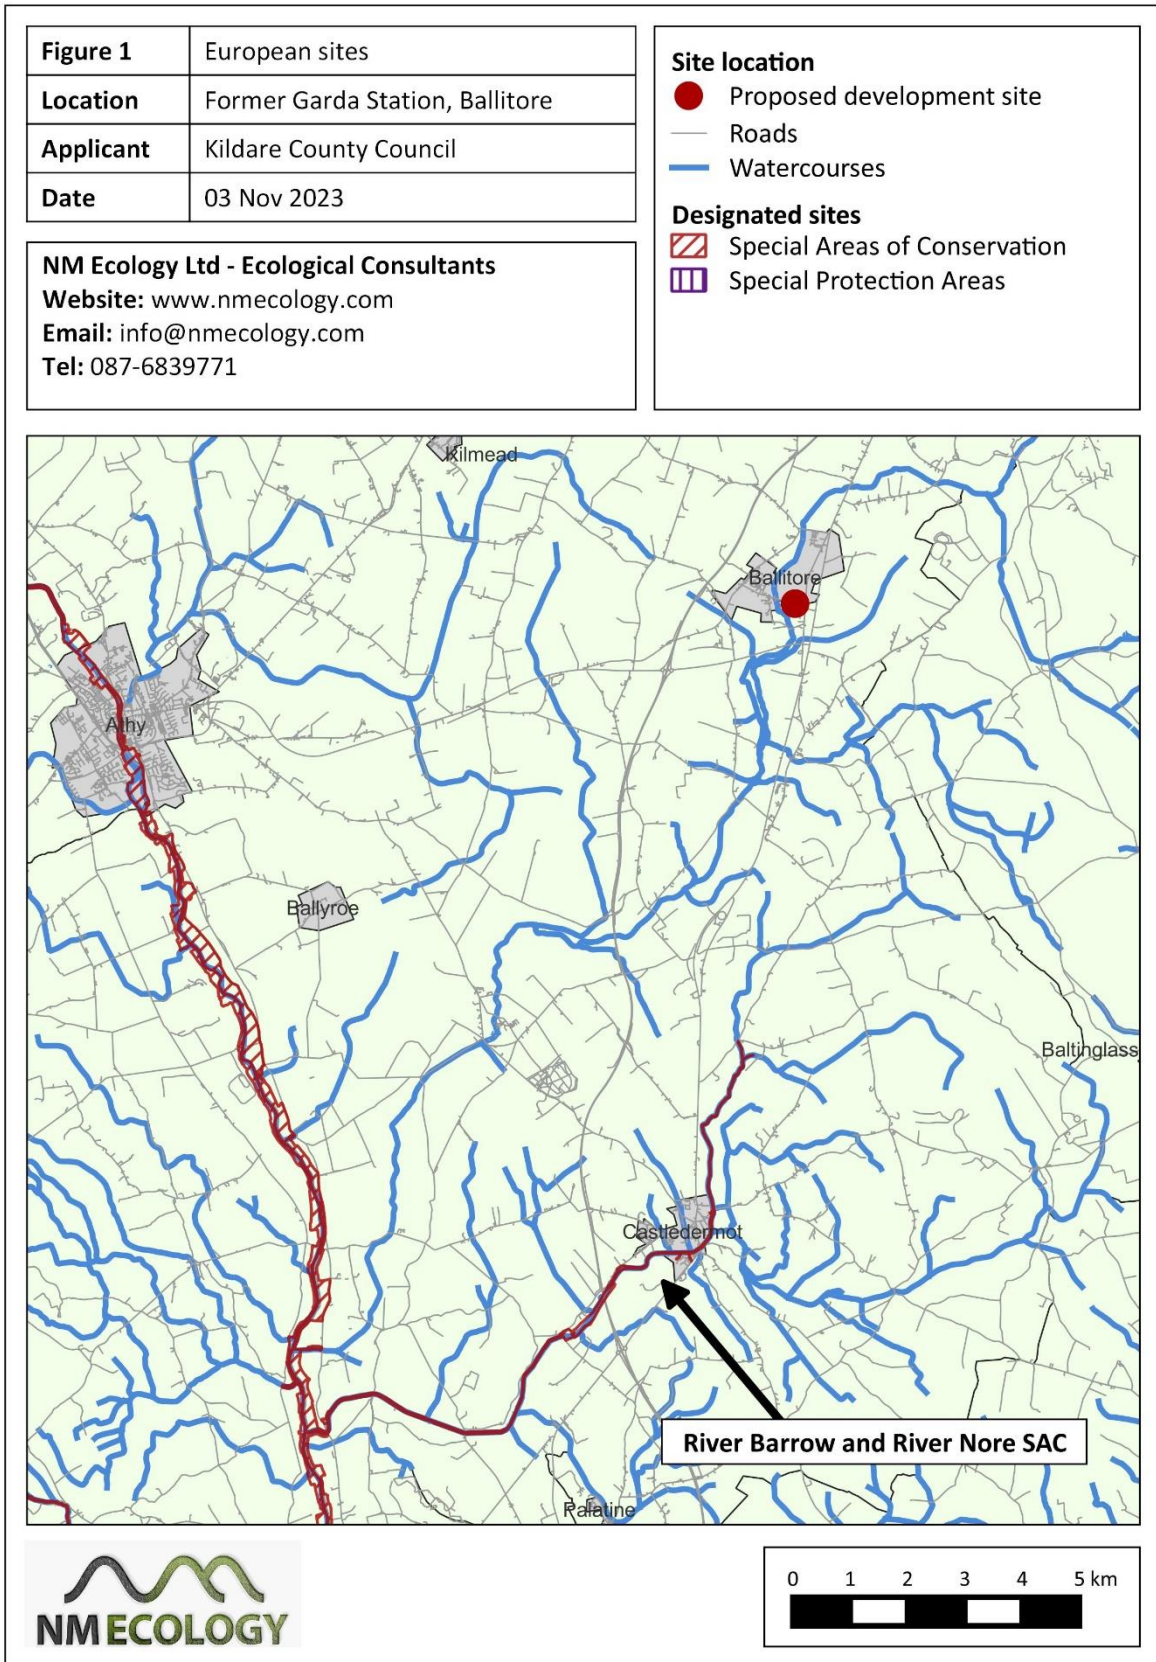 Figure 1 European sites
Location Former Garda Station, Ballitore
Applicant Kildare County Council
Date 03 Nov 2023
NM Ecology Ltd - Ecological Consultants
Website: www.nmecology.com
Email: info@nmecology.com
Tel: 087-6839771
Site location
Proposed development site
Roads
Watercourses
Designated sites
Special Areas of Conservation
Special Protection Areas
Kilmead
Ballitore
Athy
Ballyroe
Baltinglass
Castledermot
River Barrow and River Nore SAC
Palatine
NMECOLOGY
0 1 2 3 4 5 km